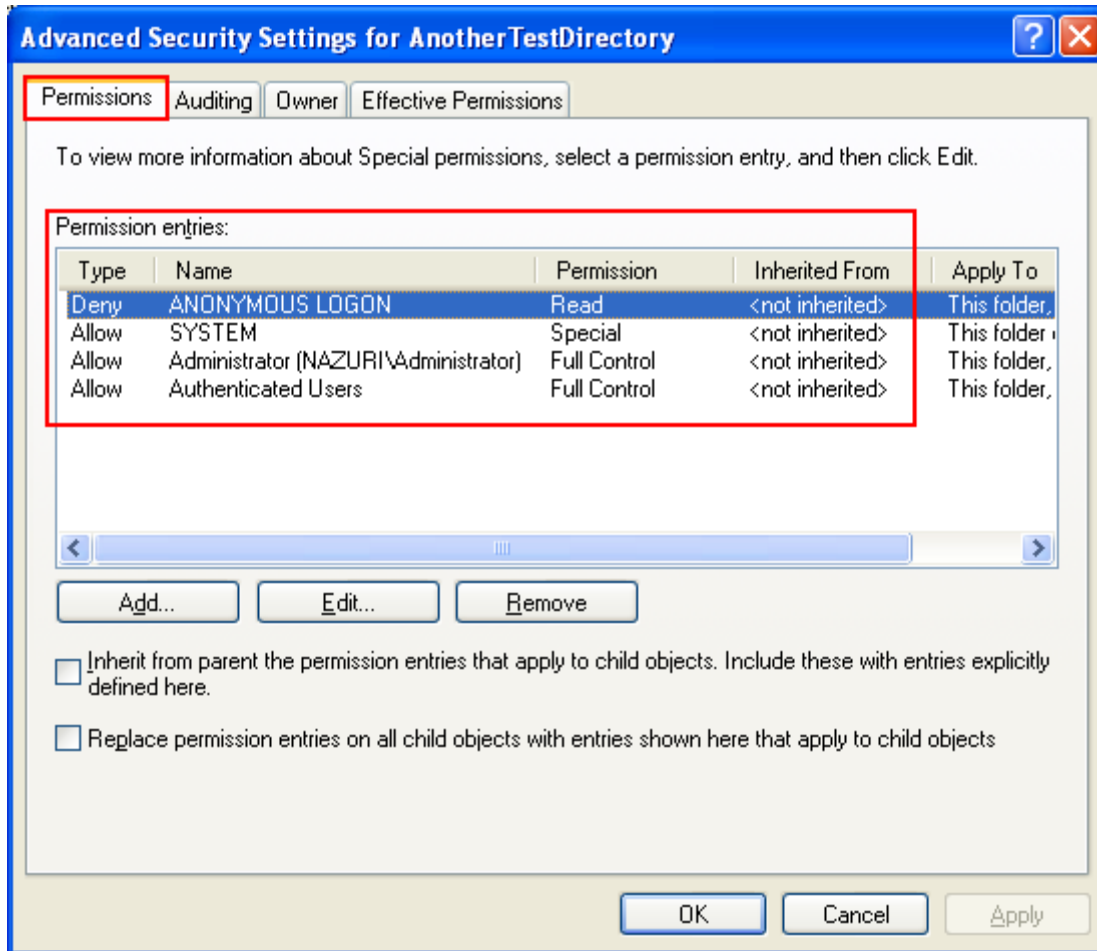 Advanced Security Settings for AnotherTestDirectory
Permissions Auditing Owner Effective Permissions
To view more information about Special permissions, select a permission entry, and then click Edit.
Permission entries:
Type Name Permission Inherited From Apply To
Deny ANONYMOUS LOGON Read <not inherited> This folder,
Allow SYSTEM Special <not inherited> This folder
Allow Administrator (NAZURI\Administrator) Full Control <not inherited> This folder,
Allow Authenticated Users Full Control <not inherited> This folder,
Add... Edit... Remove
Inherit from parent the permission entries that apply to child objects. Include these with entries explicitly
defined here.
Replace permission entries on all child objects with entries shown here that apply to child objects
OK Cancel Apply